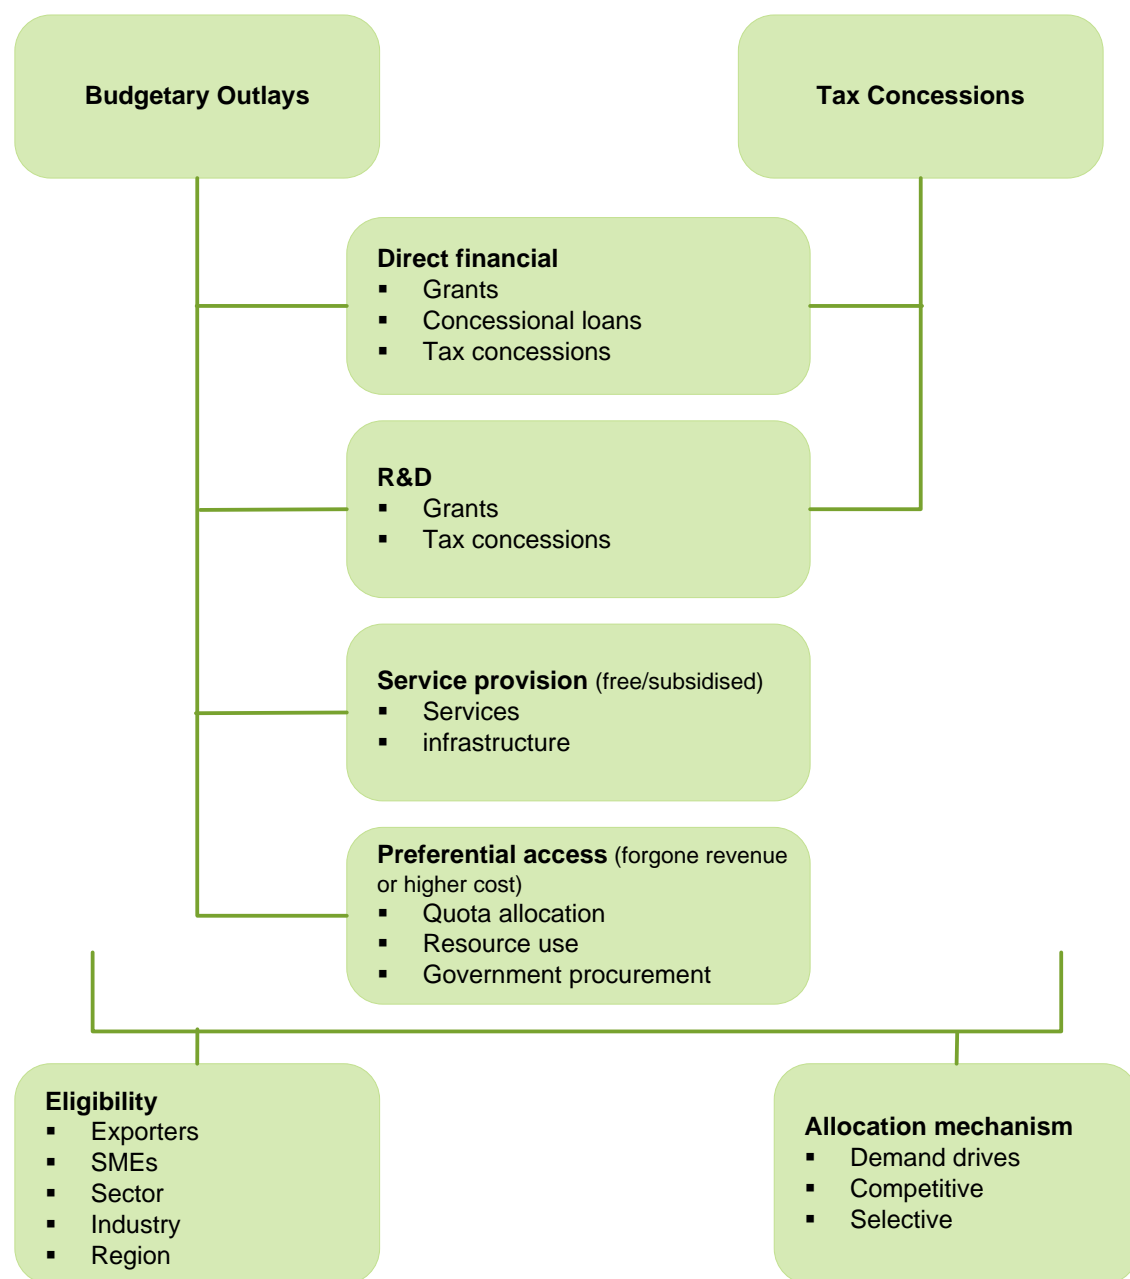 Budgetary Outlays
Tax Concessions
Direct financial
▪ Grants
▪ Concessional loans
▪ Tax concessions
R&D
▪ Grants
▪ Tax concessions
Service provision (free/subsidised)
▪ Services
▪ infrastructure
Preferential access (forgone revenue
or higher cost)
▪ Quota allocation
▪ Resource use
▪ Government procurement
Eligibility
▪ Exporters
▪ SMEs
▪ Sector
▪ Industry
▪ Region
Allocation mechanism
▪ Demand drives
▪ Competitive
▪ Selective